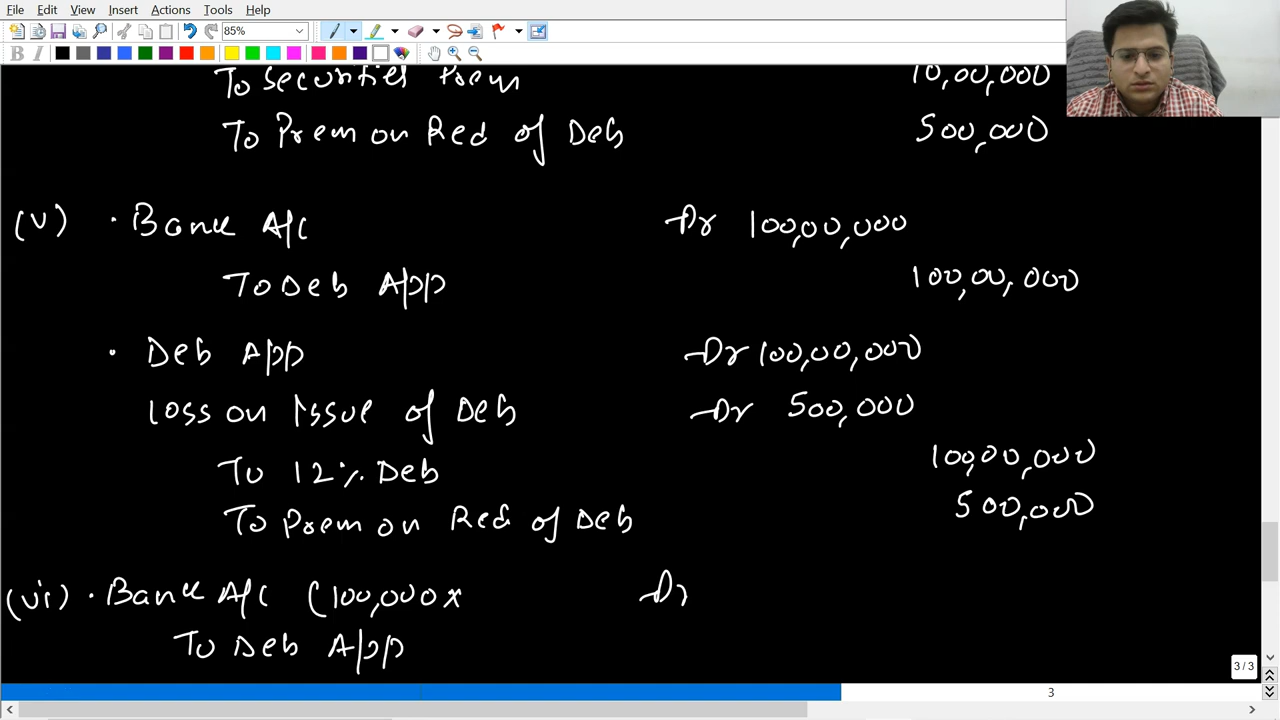 File Edit View Insert Actions Tools Help
85%
B I
To Securities Prem 10,00,000
To Prem on Red of Deb 500,000
(v) · Bank A/c Dr 100,00,000
To Deb App 100,00,000
· Deb App Dr 100,00,000
Loss on Issue of Deb Dr 500,000
To 12% Deb 100,00,000
To Prem on Red of Deb 500,000
(vi) · Bank A/c (100,000x Dr
To Deb App
3 / 3
3